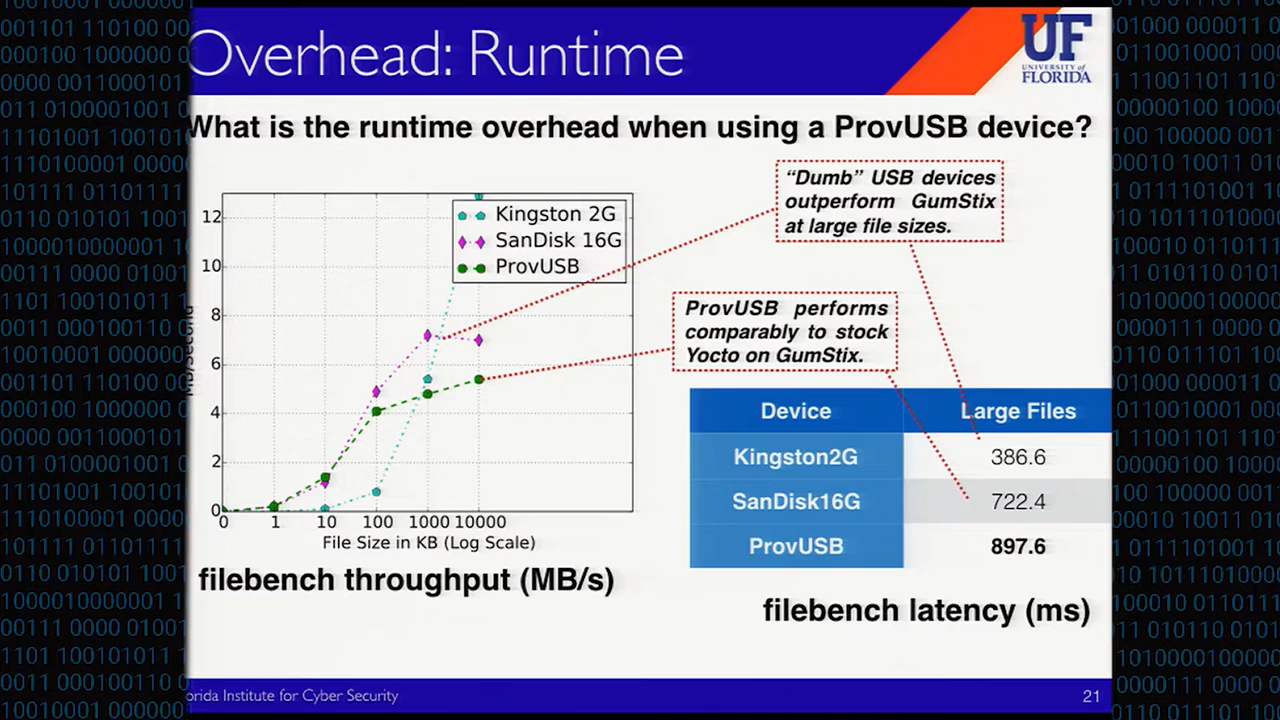 Overhead: Runtime
UF
UNIVERSITY of
FLORIDA
What is the runtime overhead when using a ProvUSB device?
"Dumb" USB devices
outperform GumStix
at large file sizes.
Kingston 2G
SanDisk 16G
ProvUSB
12
10
8
6
4
2
0
MB/Second
0 1 10 100 1000 10000
File Size in KB (Log Scale)
filebench throughput (MB/s)
ProvUSB performs
comparably to stock
Yocto on GumStix.
Device Large Files
Kingston2G 386.6
SanDisk16G 722.4
ProvUSB 897.6
filebench latency (ms)
orida Institute for Cyber Security
21